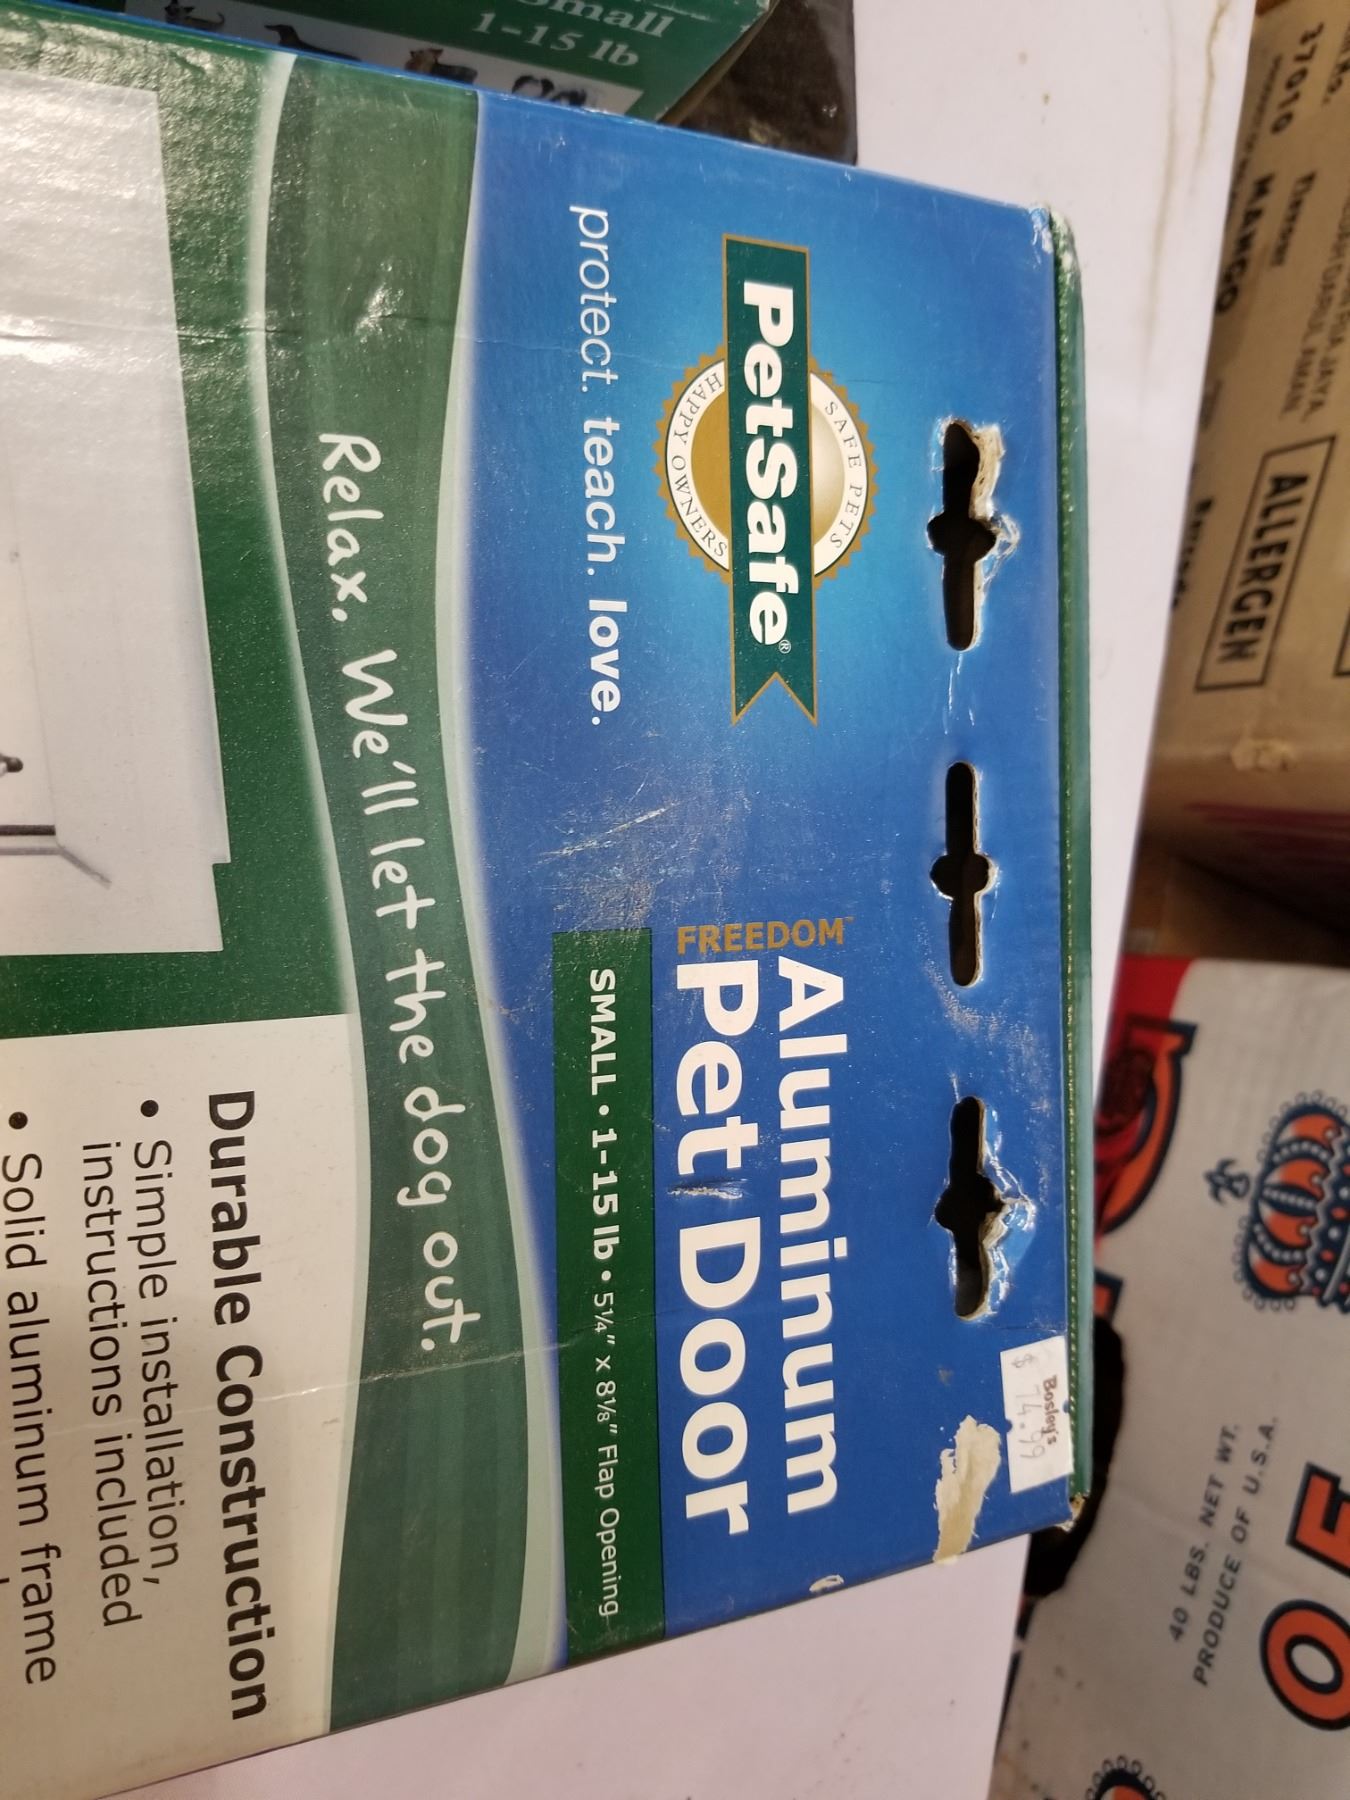 Small
1-15 lb
PetSafe®
SAFE PETS
HAPPY OWNERS
protect. teach. love.
Aluminum
FREEDOM™ Pet Door
SMALL • 1-15 lb • 5¼" x 8⅛" Flap Opening
Bosley's
$ 74.99
Relax. We'll let the dog out.
Durable Construction
• Simple installation,
instructions included
• Solid aluminum frame
27010 MANGO
ALLERGEN
40 LBS. NET WT.
PRODUCE OF U.S.A.